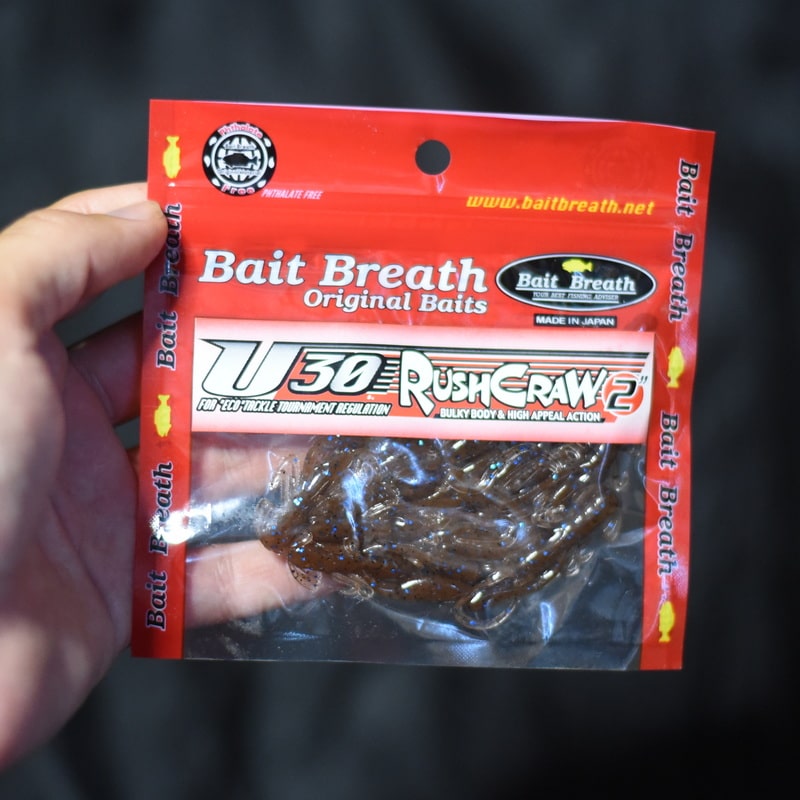 Phthalate
Free
PHTHALATE FREE
www.baitbreath.net
Bait Breath
Original Baits
Bait Breath
YOUR BEST FISHING ADVISER
MADE IN JAPAN
U30
RUSHCRAW 2"
FOR "ECO" TACKLE TOURNAMENT REGULATION
BULKY BODY & HIGH APPEAL ACTION
Bait Breath
Bait Breath
Bait Breath
Bait Breath